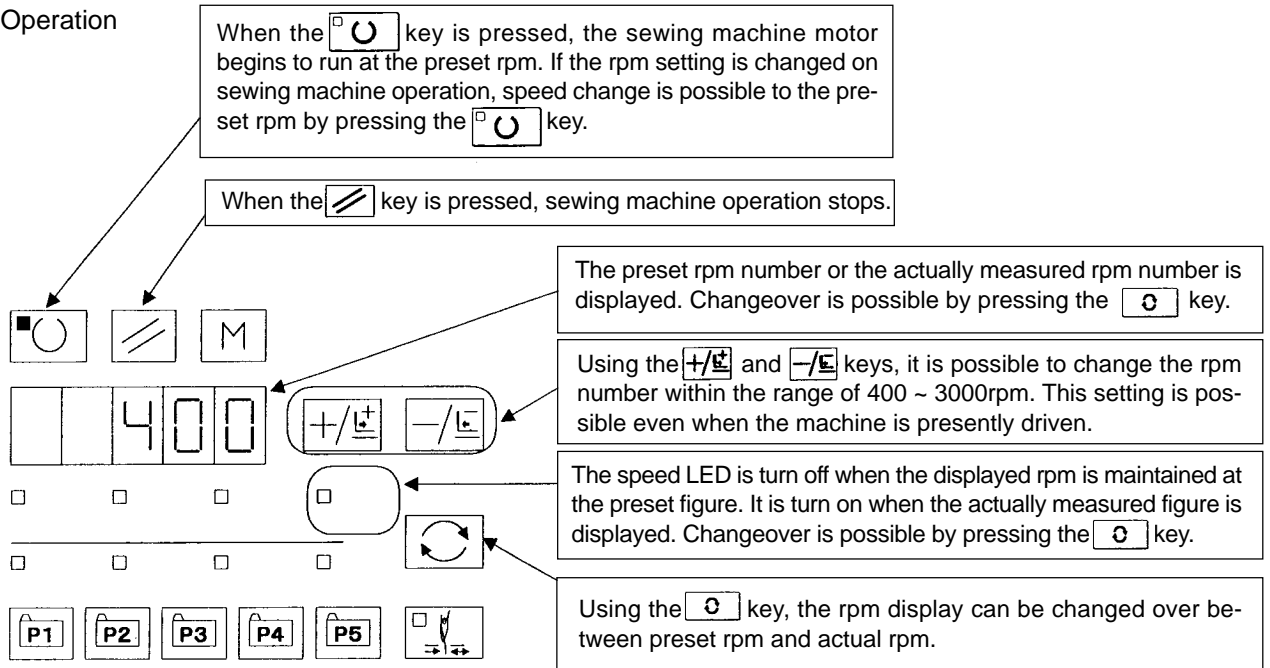 Operation
When the key is pressed, the sewing machine motor
begins to run at the preset rpm. If the rpm setting is changed on
sewing machine operation, speed change is possible to the pre-
set rpm by pressing the key.
When the key is pressed, sewing machine operation stops.
The preset rpm number or the actually measured rpm number is
displayed. Changeover is possible by pressing the key.
M
Using the +/ and –/ keys, it is possible to change the rpm
number within the range of 400 ~ 3000rpm. This setting is pos-
sible even when the machine is presently driven.
400
+/ –/
The speed LED is turn off when the displayed rpm is maintained at
the preset figure. It is turn on when the actually measured figure is
displayed. Changeover is possible by pressing the key.
Using the key, the rpm display can be changed over be-
tween preset rpm and actual rpm.
P1 P2 P3 P4 P5